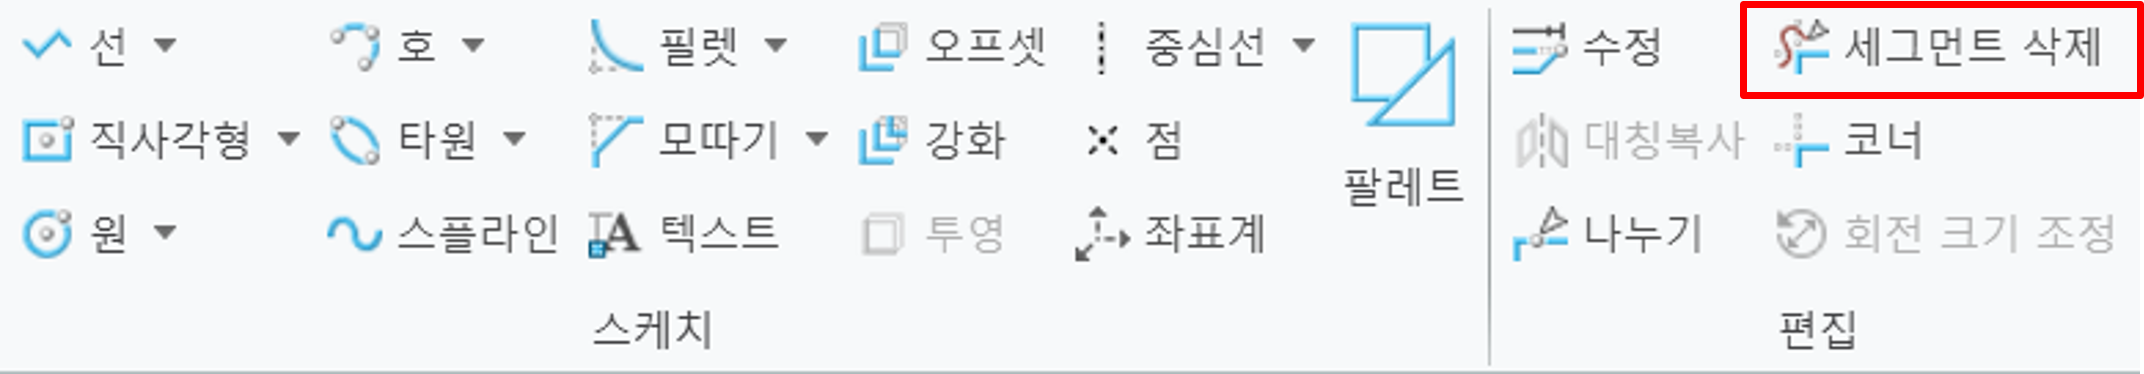 선 호 필렛 오프셋 중심선 수정 세그먼트 삭제
직사각형 타원 모따기 강화 점 팔레트 대칭복사 코너
원 스플라인 텍스트 투영 좌표계 나누기 회전 크기 조정
스케치 편집